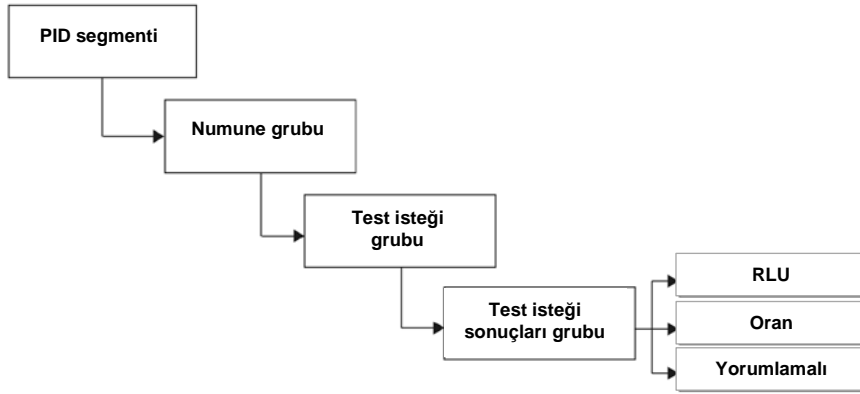 PID segmenti
Numune grubu
Test isteği
grubu
Test isteği
sonuçları grubu
RLU
Oran
Yorumlamalı